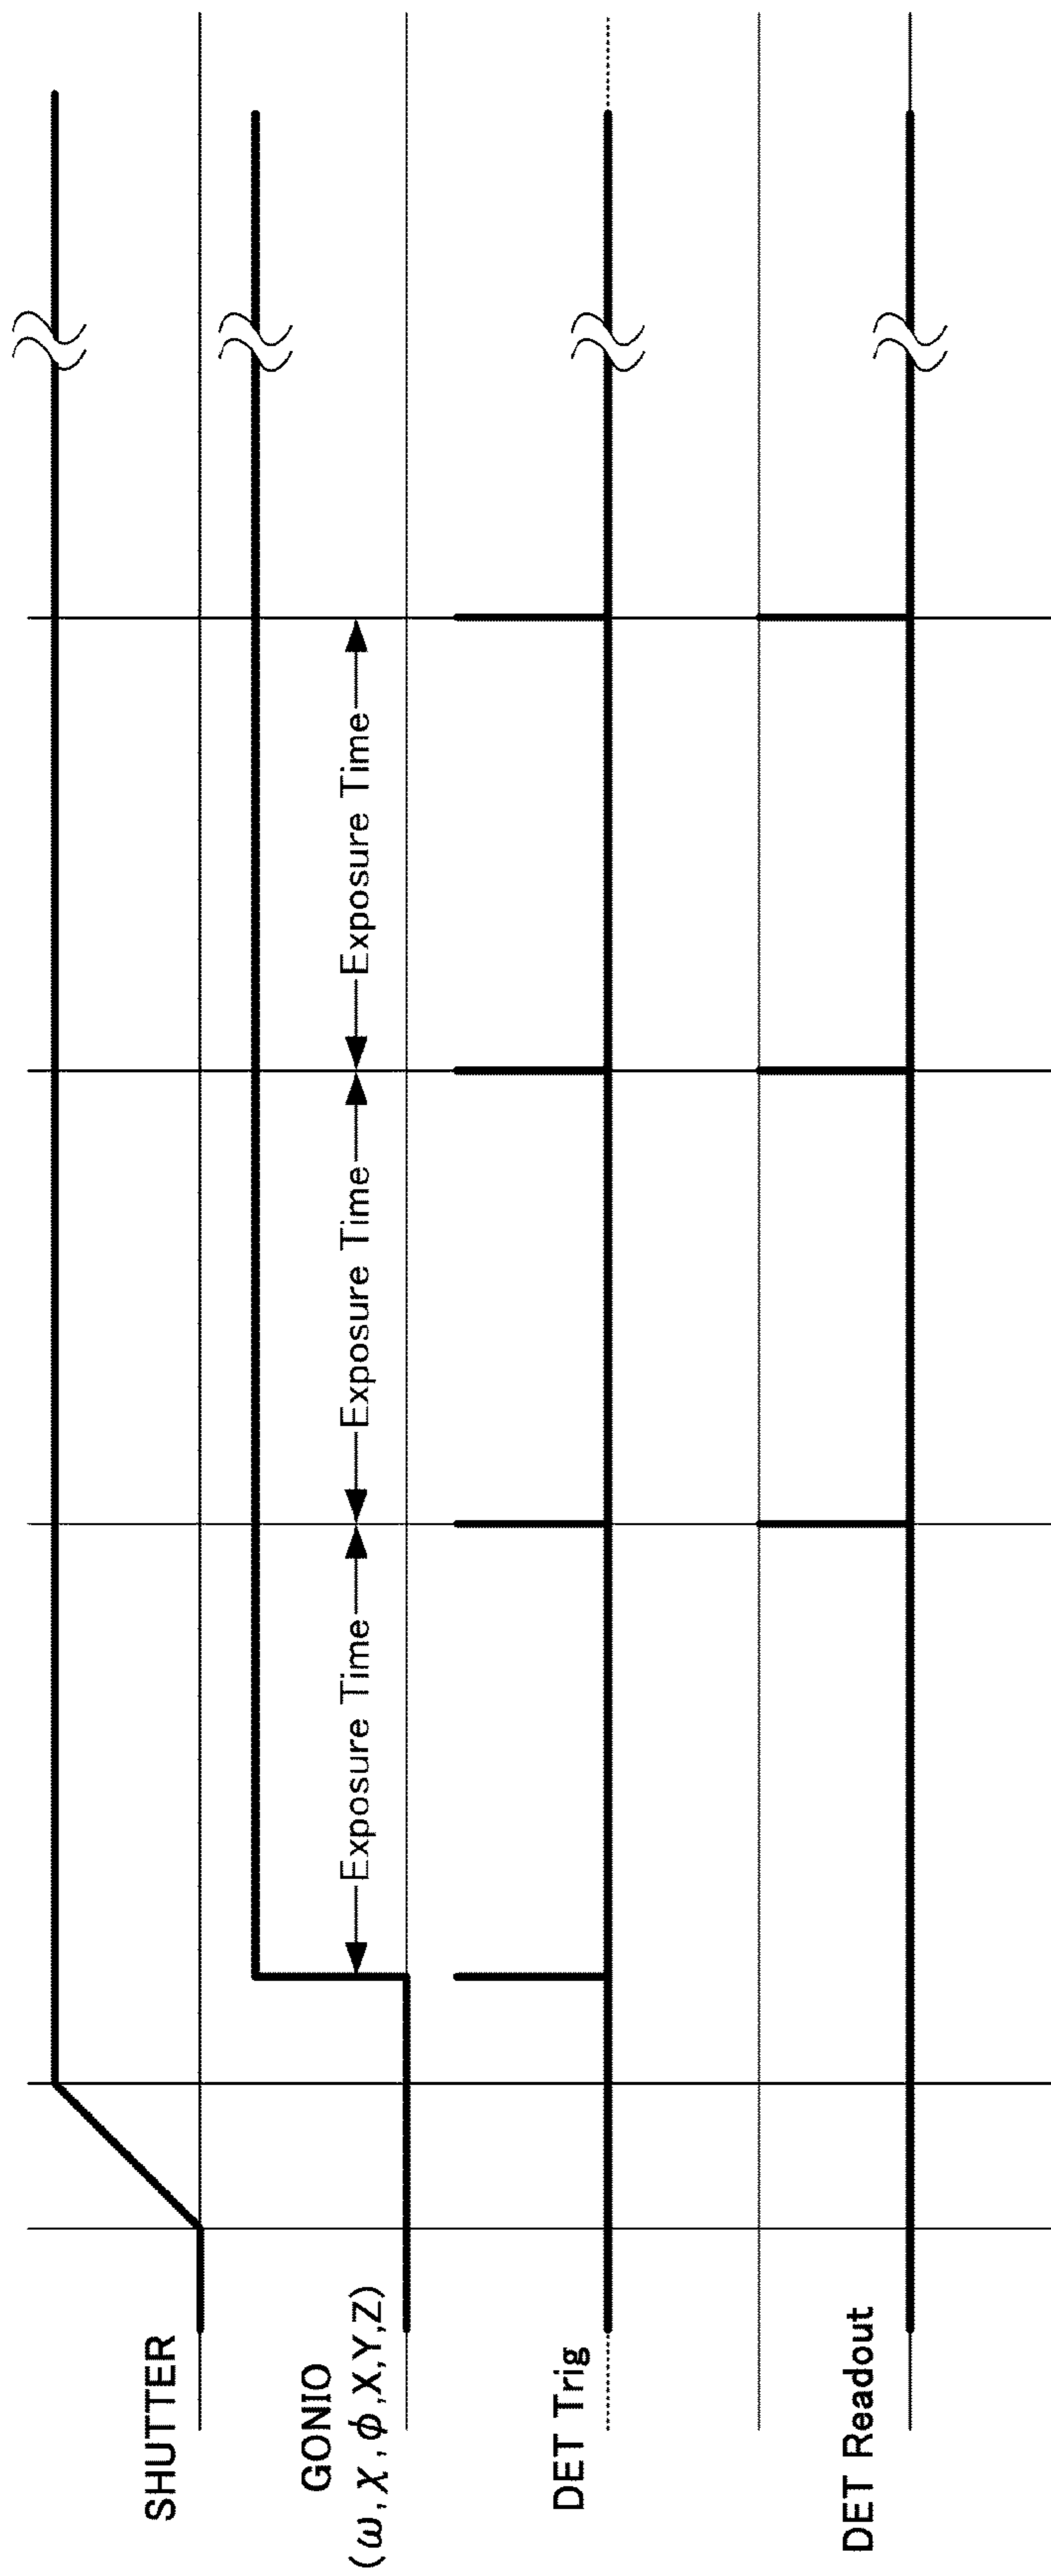 SHUTTER
GONIO
(ω, χ, φ, X,Y,Z)
Exposure Time
Exposure Time
Exposure Time
DET Trig
DET Readout